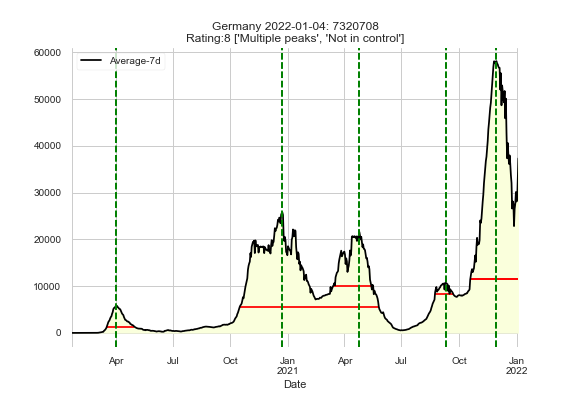 Germany 2022-01-04: 7320708
Rating:8 ['Multiple peaks', 'Not in control']
60000
Average-7d
50000
40000
30000
20000
10000
0
Apr Jul Oct Jan Apr Jul Oct Jan
2021 2022
Date